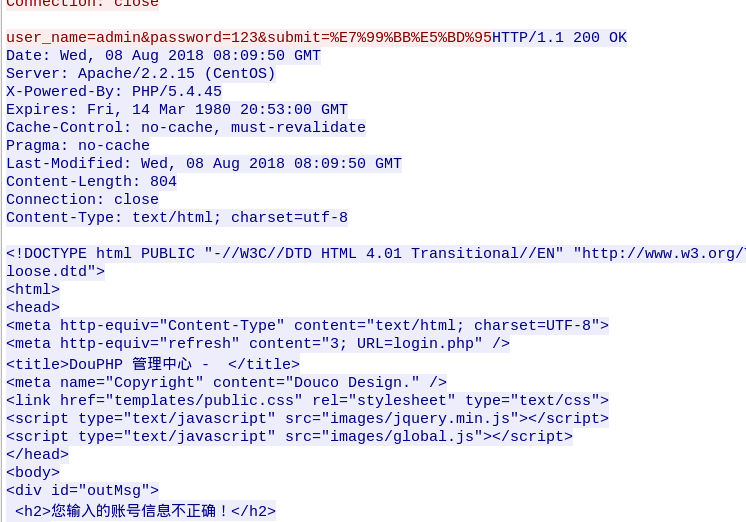 Connection: close
user_name=admin&password=123&submit=%E7%99%BB%E5%BD%95HTTP/1.1 200 OK
Date: Wed, 08 Aug 2018 08:09:50 GMT
Server: Apache/2.2.15 (CentOS)
X-Powered-By: PHP/5.4.45
Expires: Fri, 14 Mar 1980 20:53:00 GMT
Cache-Control: no-cache, must-revalidate
Pragma: no-cache
Last-Modified: Wed, 08 Aug 2018 08:09:50 GMT
Content-Length: 804
Connection: close
Content-Type: text/html; charset=utf-8
<!DOCTYPE html PUBLIC "-//W3C//DTD HTML 4.01 Transitional//EN" "http://www.w3.org/
loose.dtd">
<html>
<head>
<meta http-equiv="Content-Type" content="text/html; charset=UTF-8">
<meta http-equiv="refresh" content="3; URL=login.php" />
<title>DouPHP 管理中心 -  </title>
<meta name="Copyright" content="Douco Design." />
<link href="templates/public.css" rel="stylesheet" type="text/css">
<script type="text/javascript" src="images/jquery.min.js"></script>
<script type="text/javascript" src="images/global.js"></script>
</head>
<body>
<div id="outMsg">
 <h2>您输入的账号信息不正确！</h2>